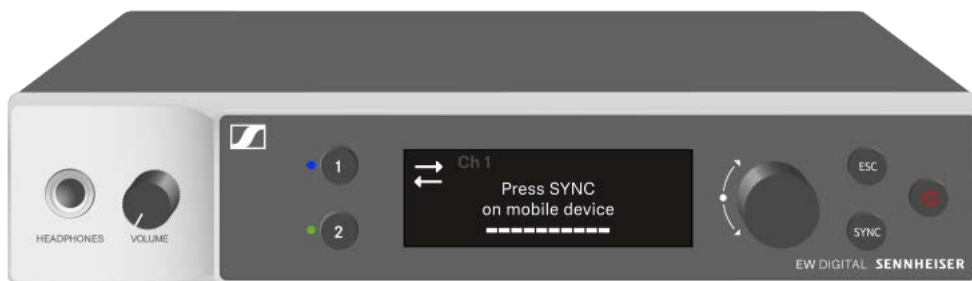 HEADPHONES
VOLUME
1
2
Ch 1
Press SYNC
on mobile device
ESC
SYNC
EW DIGITAL SENNHEISER